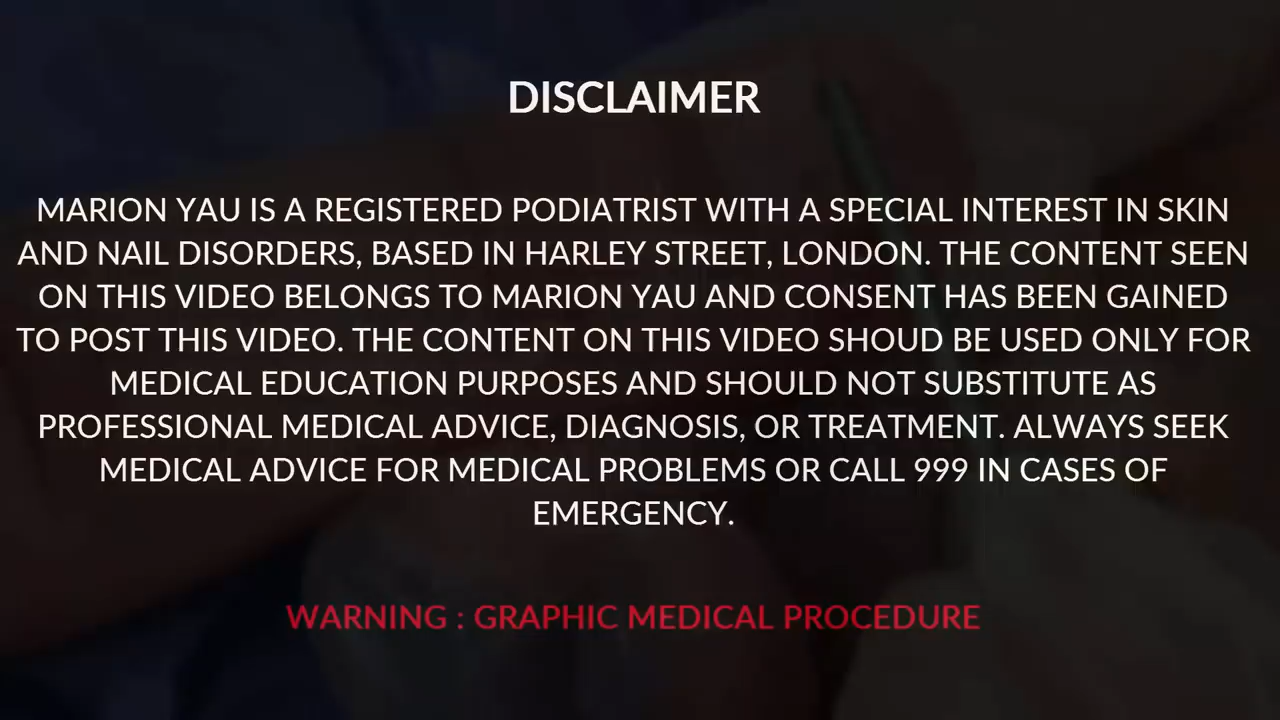 DISCLAIMER
MARION YAU IS A REGISTERED PODIATRIST WITH A SPECIAL INTEREST IN SKIN
AND NAIL DISORDERS, BASED IN HARLEY STREET, LONDON. THE CONTENT SEEN
ON THIS VIDEO BELONGS TO MARION YAU AND CONSENT HAS BEEN GAINED
TO POST THIS VIDEO. THE CONTENT ON THIS VIDEO SHOUD BE USED ONLY FOR
MEDICAL EDUCATION PURPOSES AND SHOULD NOT SUBSTITUTE AS
PROFESSIONAL MEDICAL ADVICE, DIAGNOSIS, OR TREATMENT. ALWAYS SEEK
MEDICAL ADVICE FOR MEDICAL PROBLEMS OR CALL 999 IN CASES OF
EMERGENCY.
WARNING : GRAPHIC MEDICAL PROCEDURE